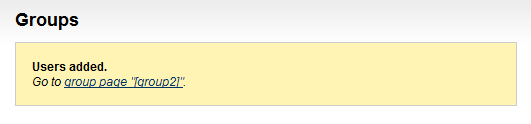 Groups
Users added.
Go to group page "[group2]".